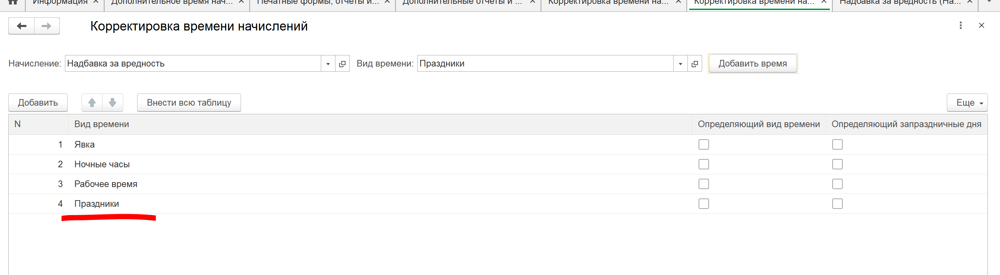 Информация
Дополнительное время нач...
Печатные формы, отчеты и...
Дополнительные отчеты и ...
Корректировка времени на...
Корректировка времени на...
Надбавка за вредность (На...
Корректировка времени начислений
Начисление: Надбавка за вредность Вид времени: Праздники Добавить время
Добавить Внести всю таблицу Еще
N Вид времени Определяющий вид времени Определяющий запраздничные дня
1 Явка
2 Ночные часы
3 Рабочее время
4 Праздники